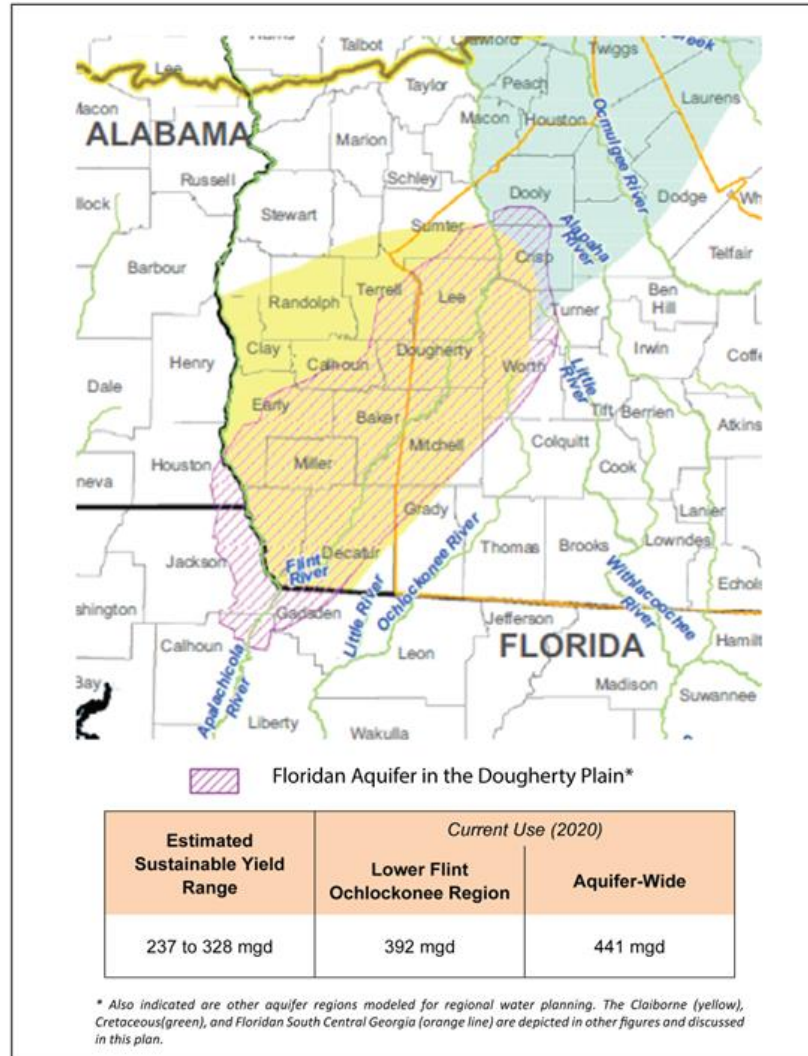 Talbot
Crawford
Twiggs
Creek
Lee
Peach
Taylor
Laurens
Macon
Macon
Houston
ALABAMA
Marion
Ocmulgee River
Schley
Russell
Dooly
Dodge
Stewart
Sumter
Alapaha River
Crisp
Telfair
Barbour
Terrell
Lee
Ben Hill
Randolph
Turner
Clay
Dougherty
Irwin
Henry
Calhoun
Worth
Little River
Coffe
Dale
Early
Tift
Berrien
Baker
Atkins
Mitchell
Colquitt
Miller
Houston
Cook
neva
Lanier
Grady
Decatur
Thomas
Brooks
Lowndes
Jackson
Flint River
Echols
shington
Gadsden
Little River
Ochlockonee River
Jefferson
Withlacoochee River
Calhoun
FLORIDA
Hamilt
Leon
Bay
Apalachicola River
Madison
Suwannee
Liberty
Wakulla
Floridan Aquifer in the Dougherty Plain*
Estimated Sustainable Yield Range
Current Use (2020)
Lower Flint Ochlockonee Region
Aquifer-Wide
237 to 328 mgd
392 mgd
441 mgd
* Also indicated are other aquifer regions modeled for regional water planning. The Claiborne (yellow),
Cretaceous(green), and Floridan South Central Georgia (orange line) are depicted in other figures and discussed
in this plan.